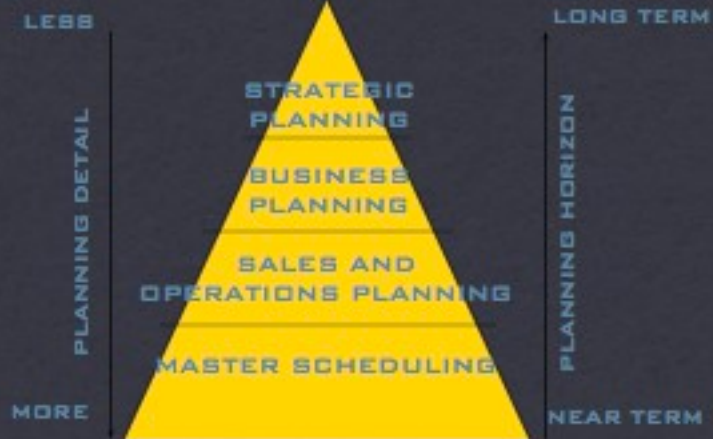 LESS
LONG TERM
STRATEGIC
PLANNING
BUSINESS
PLANNING
SALES AND
OPERATIONS PLANNING
MASTER SCHEDULING
PLANNING DETAIL
PLANNING HORIZON
MORE
NEAR TERM